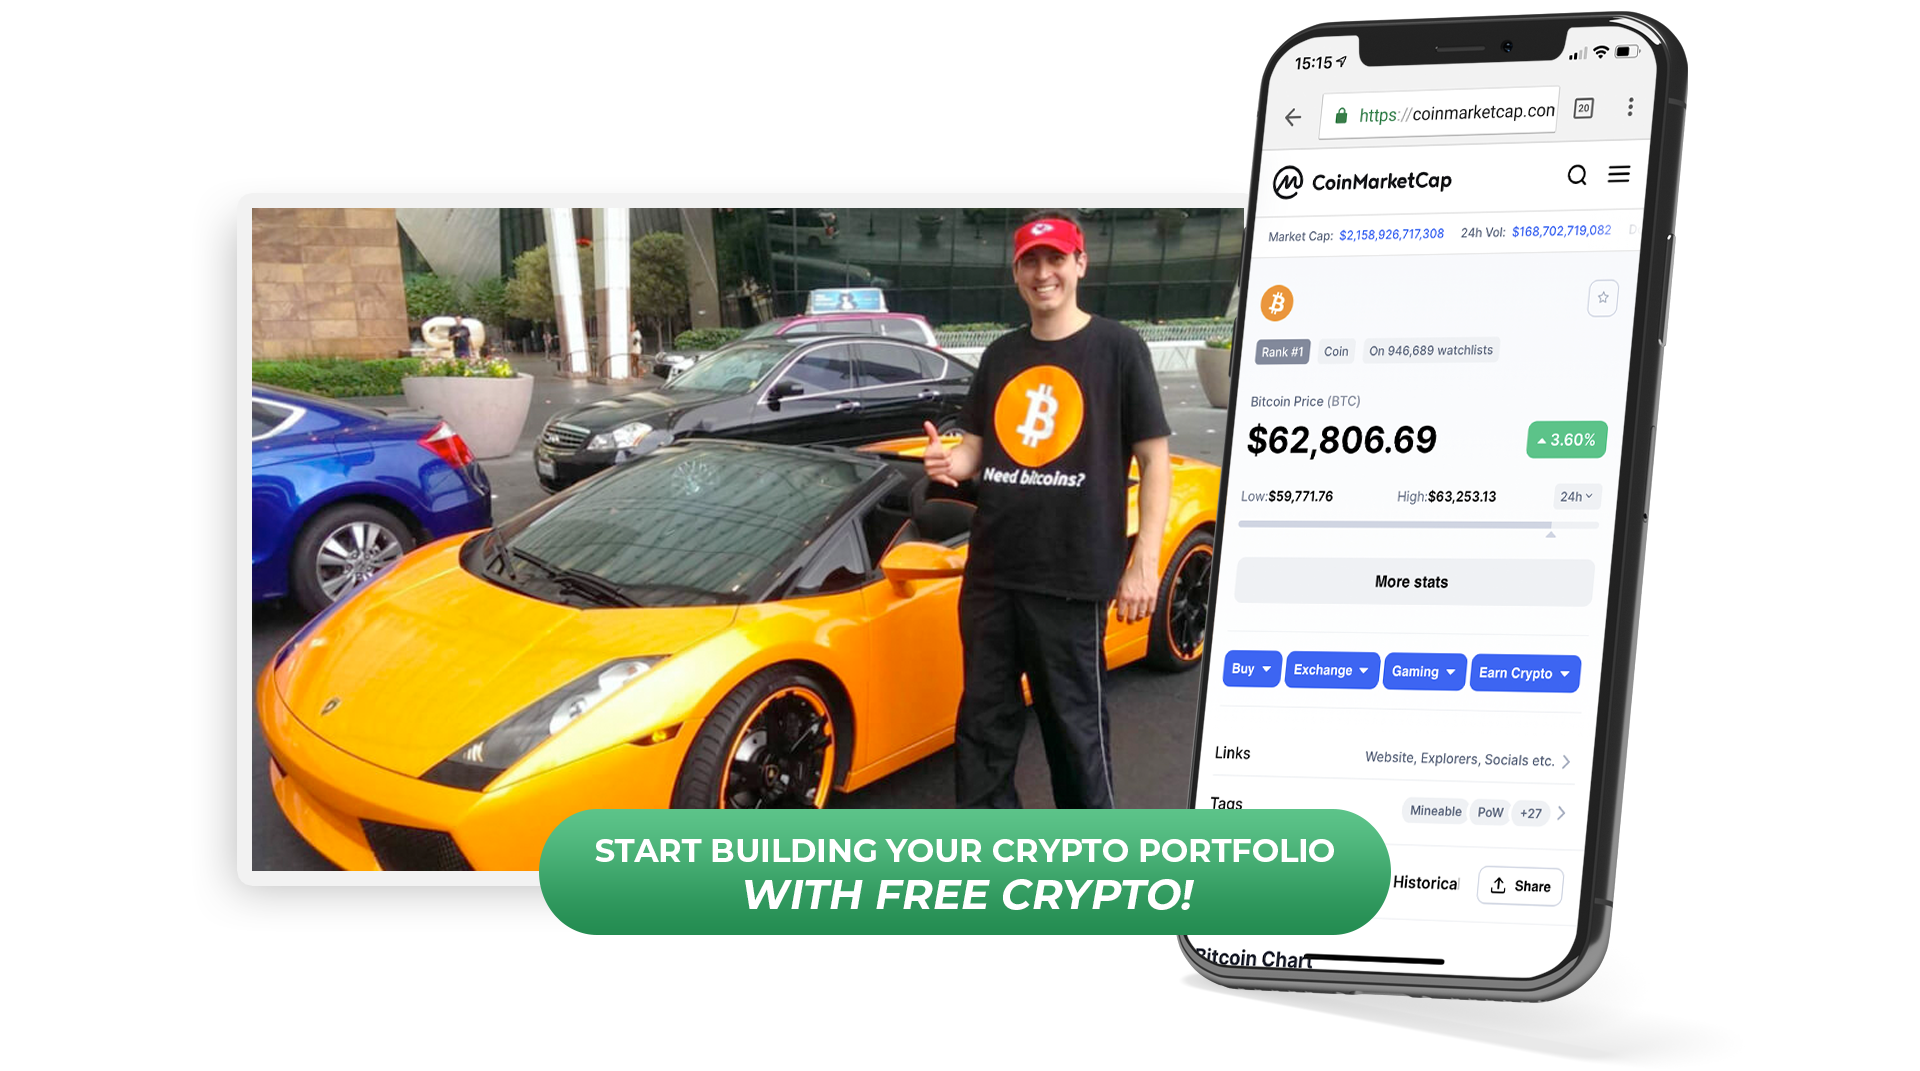 Need bitcoins?
15:15
https://coinmarketcap.con
20
CoinMarketCap
Market Cap: $2,158,926,717,308 24h Vol: $168,702,719,082 D
Rank #1 Coin On 946,689 watchlists
Bitcoin Price (BTC)
$62,806.69 3.60%
Low:$59,771.76 High:$63,253.13 24h
More stats
Buy Exchange Gaming Earn Crypto
Links Website, Explorers, Socials etc.
Tags Mineable PoW +27
Historical Share
Bitcoin Chart
START BUILDING YOUR CRYPTO PORTFOLIO
WITH FREE CRYPTO!